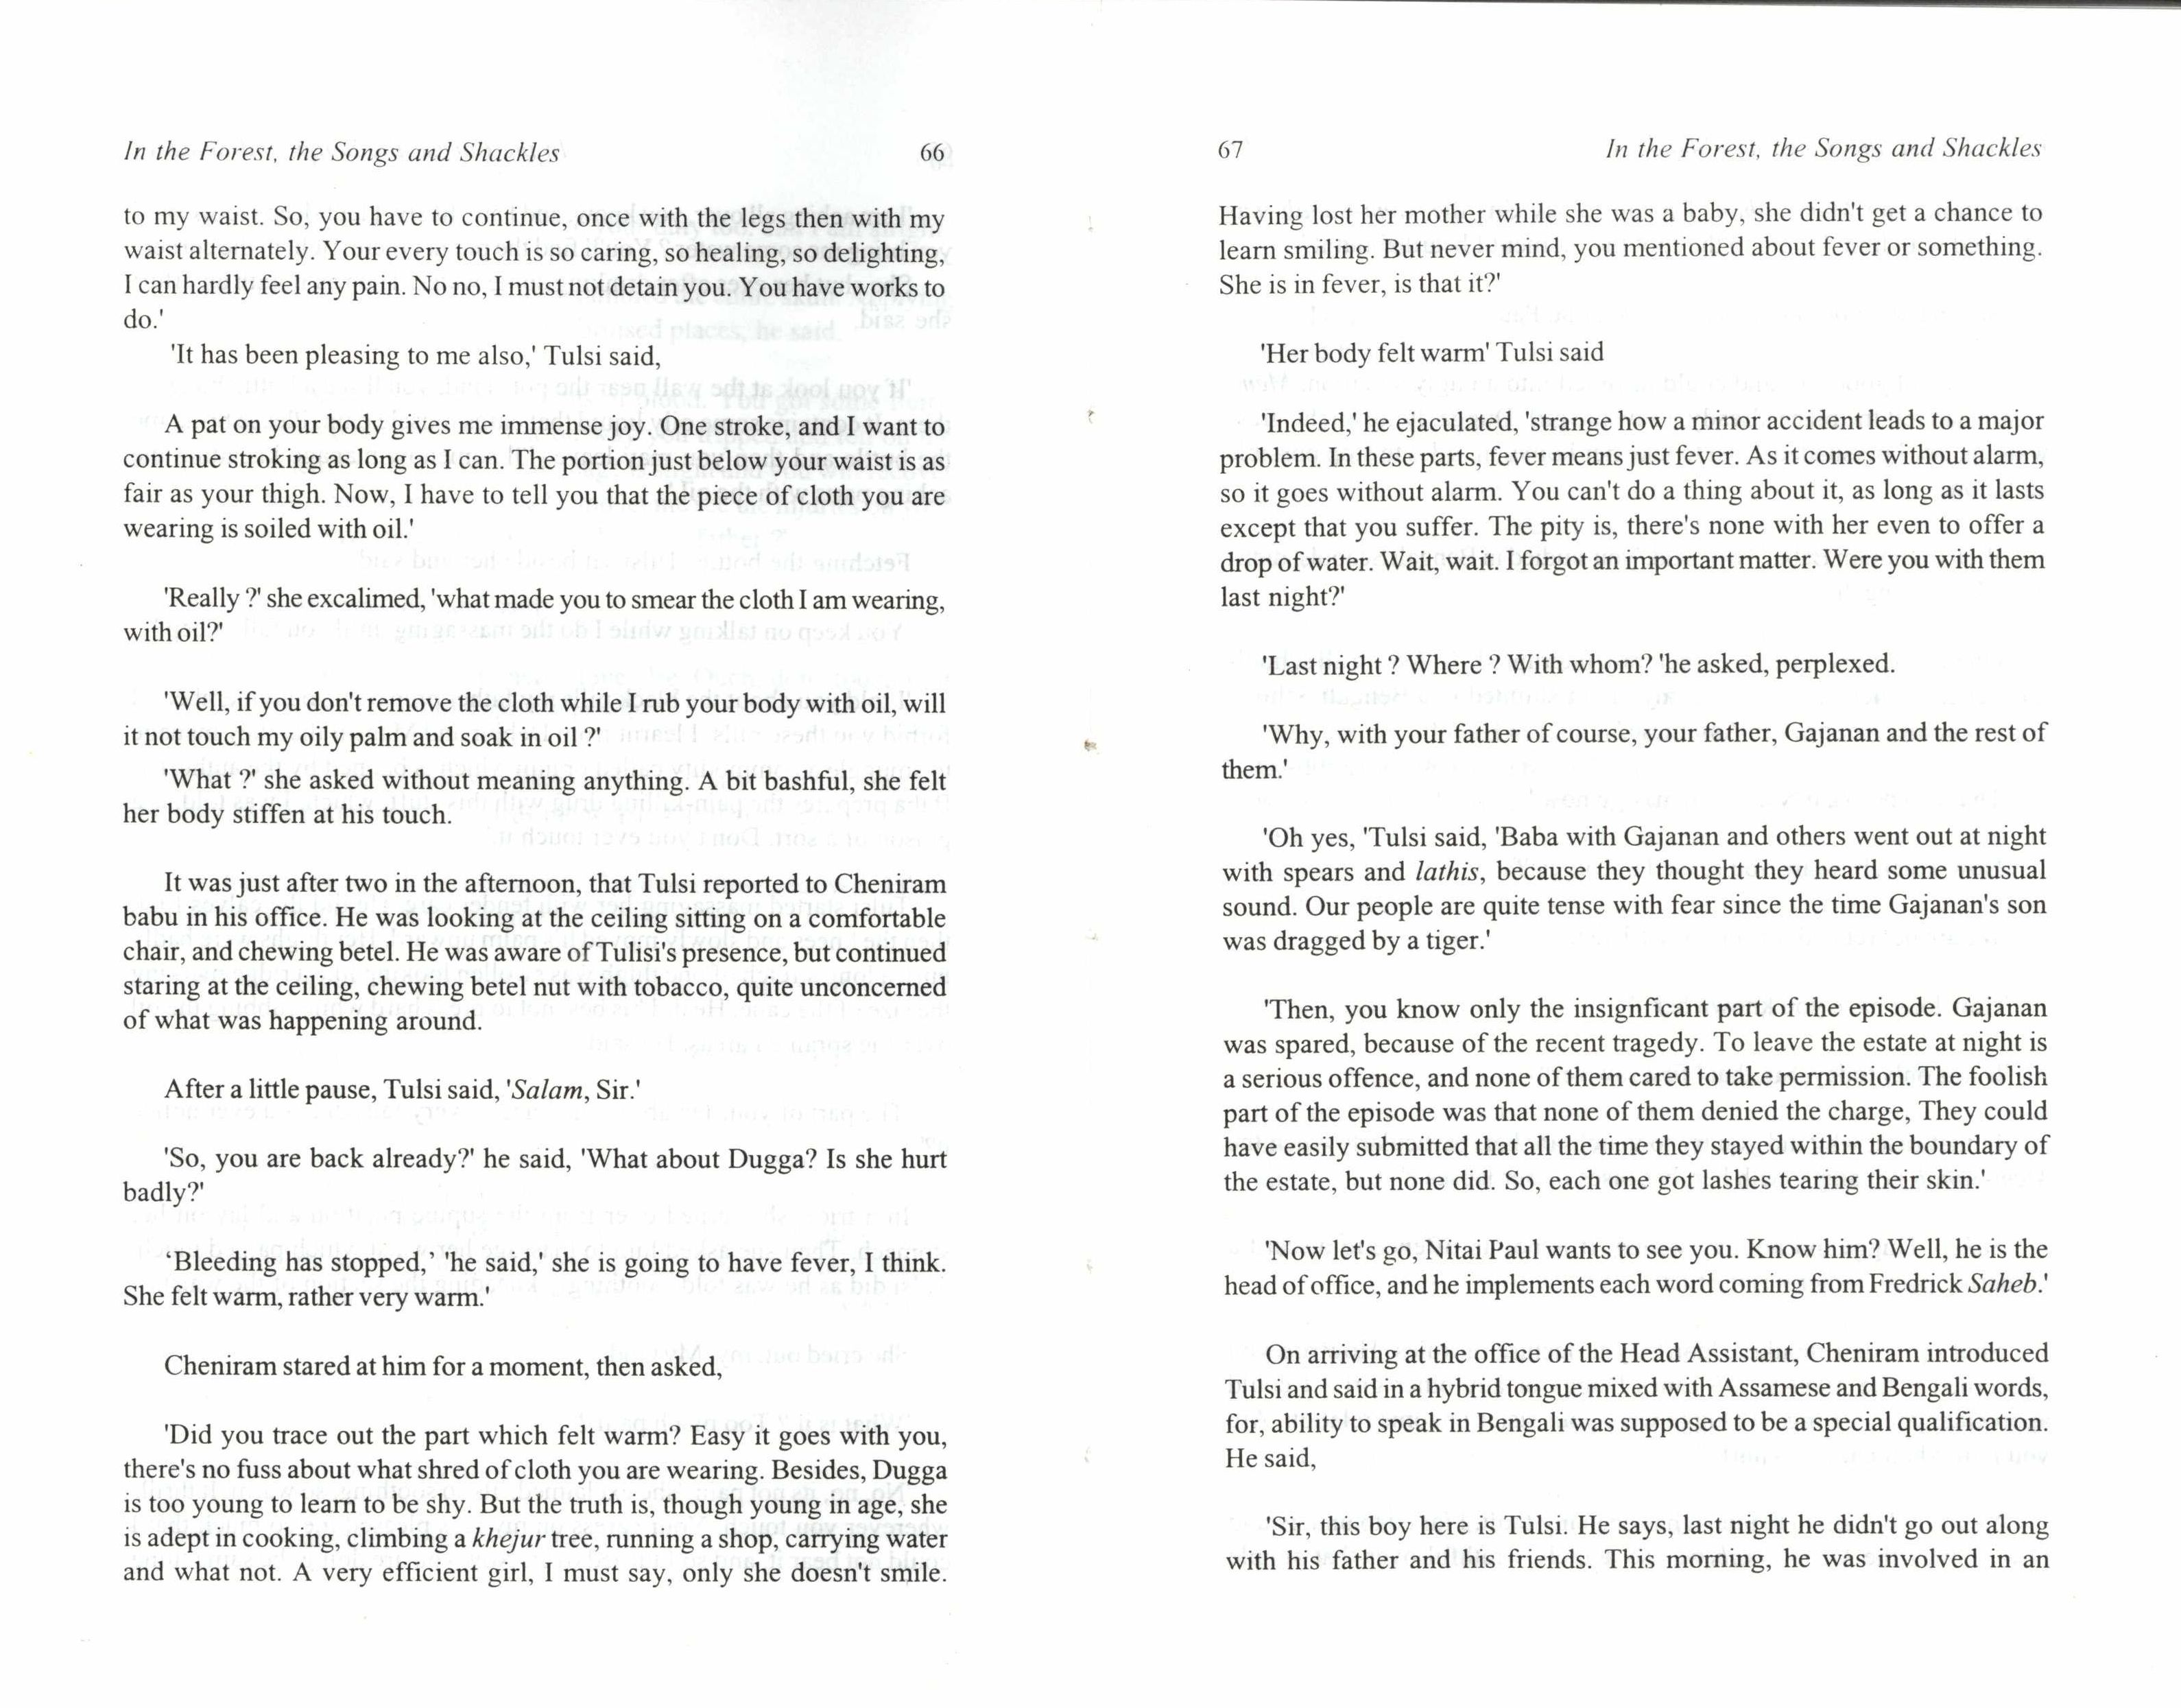 In the Forest, the Songs and Shackles 66
to my waist. So, you have to continue, once with the legs then with my
waist alternately. Your every touch is so caring, so healing, so delighting,
I can hardly feel any pain. No no, I must not detain you. You have works to
do.'
'It has been pleasing to me also,' Tulsi said,
A pat on your body gives me immense joy. One stroke, and I want to
continue stroking as long as I can. The portion just below your waist is as
fair as your thigh. Now, I have to tell you that the piece of cloth you are
wearing is soiled with oil.'
'Really ?' she excalimed, 'what made you to smear the cloth I am wearing,
with oil?'
'Well, if you don't remove the cloth while I rub your body with oil, will
it not touch my oily palm and soak in oil ?'
'What ?' she asked without meaning anything. A bit bashful, she felt
her body stiffen at his touch.
It was just after two in the afternoon, that Tulsi reported to Cheniram
babu in his office. He was looking at the ceiling sitting on a comfortable
chair, and chewing betel. He was aware of Tulisi's presence, but continued
staring at the ceiling, chewing betel nut with tobacco, quite unconcerned
of what was happening around.
After a little pause, Tulsi said, 'Salam, Sir.'
'So, you are back already?' he said, 'What about Dugga? Is she hurt
badly?'
‘Bleeding has stopped,’ 'he said,' she is going to have fever, I think.
She felt warm, rather very warm.'
Cheniram stared at him for a moment, then asked,
'Did you trace out the part which felt warm? Easy it goes with you,
there's no fuss about what shred of cloth you are wearing. Besides, Dugga
is too young to learn to be shy. But the truth is, though young in age, she
is adept in cooking, climbing a khejur tree, running a shop, carrying water
and what not. A very efficient girl, I must say, only she doesn't smile.
67 In the Forest, the Songs and Shackles
Having lost her mother while she was a baby, she didn't get a chance to
learn smiling. But never mind, you mentioned about fever or something.
She is in fever, is that it?'
'Her body felt warm' Tulsi said
'Indeed,' he ejaculated, 'strange how a minor accident leads to a major
problem. In these parts, fever means just fever. As it comes without alarm,
so it goes without alarm. You can't do a thing about it, as long as it lasts
except that you suffer. The pity is, there's none with her even to offer a
drop of water. Wait, wait. I forgot an important matter. Were you with them
last night?'
'Last night ? Where ? With whom? 'he asked, perplexed.
'Why, with your father of course, your father, Gajanan and the rest of
them.'
'Oh yes, 'Tulsi said, 'Baba with Gajanan and others went out at night
with spears and lathis, because they thought they heard some unusual
sound. Our people are quite tense with fear since the time Gajanan's son
was dragged by a tiger.'
'Then, you know only the insignficant part of the episode. Gajanan
was spared, because of the recent tragedy. To leave the estate at night is
a serious offence, and none of them cared to take permission. The foolish
part of the episode was that none of them denied the charge, They could
have easily submitted that all the time they stayed within the boundary of
the estate, but none did. So, each one got lashes tearing their skin.'
'Now let's go, Nitai Paul wants to see you. Know him? Well, he is the
head of office, and he implements each word coming from Fredrick Saheb.'
On arriving at the office of the Head Assistant, Cheniram introduced
Tulsi and said in a hybrid tongue mixed with Assamese and Bengali words,
for, ability to speak in Bengali was supposed to be a special qualification.
He said,
'Sir, this boy here is Tulsi. He says, last night he didn't go out along
with his father and his friends. This morning, he was involved in an